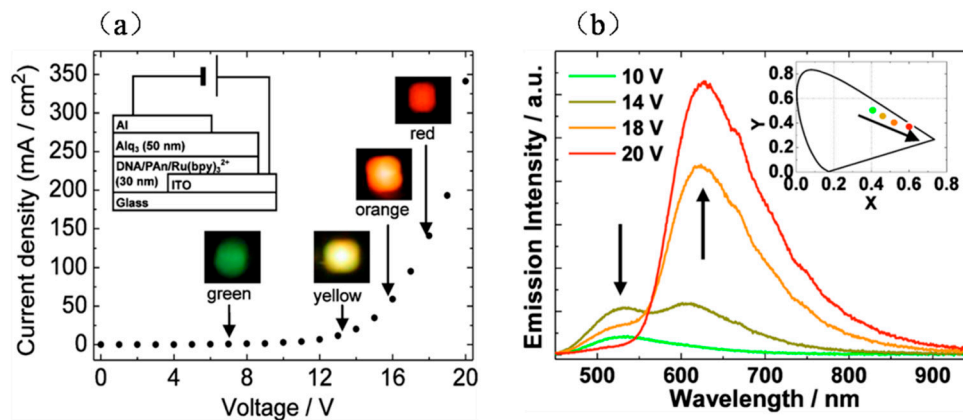 (a)
Current density (mA / cm²)
350
300
250
200
150
100
50
0
Al
Alq₃ (50 nm)
DNA/PAn/Ru(bpy)₃²⁺
(30 nm)
ITO
Glass
red
orange
green
yellow
0
4
8
12
16
20
Voltage / V
(b)
Emission Intensity / a.u.
10 V
14 V
18 V
20 V
Y
0.8
0.6
0.4
0.2
0.0
0.0 0.2 0.4 0.6 0.8
X
500
600
700
800
900
Wavelength / nm